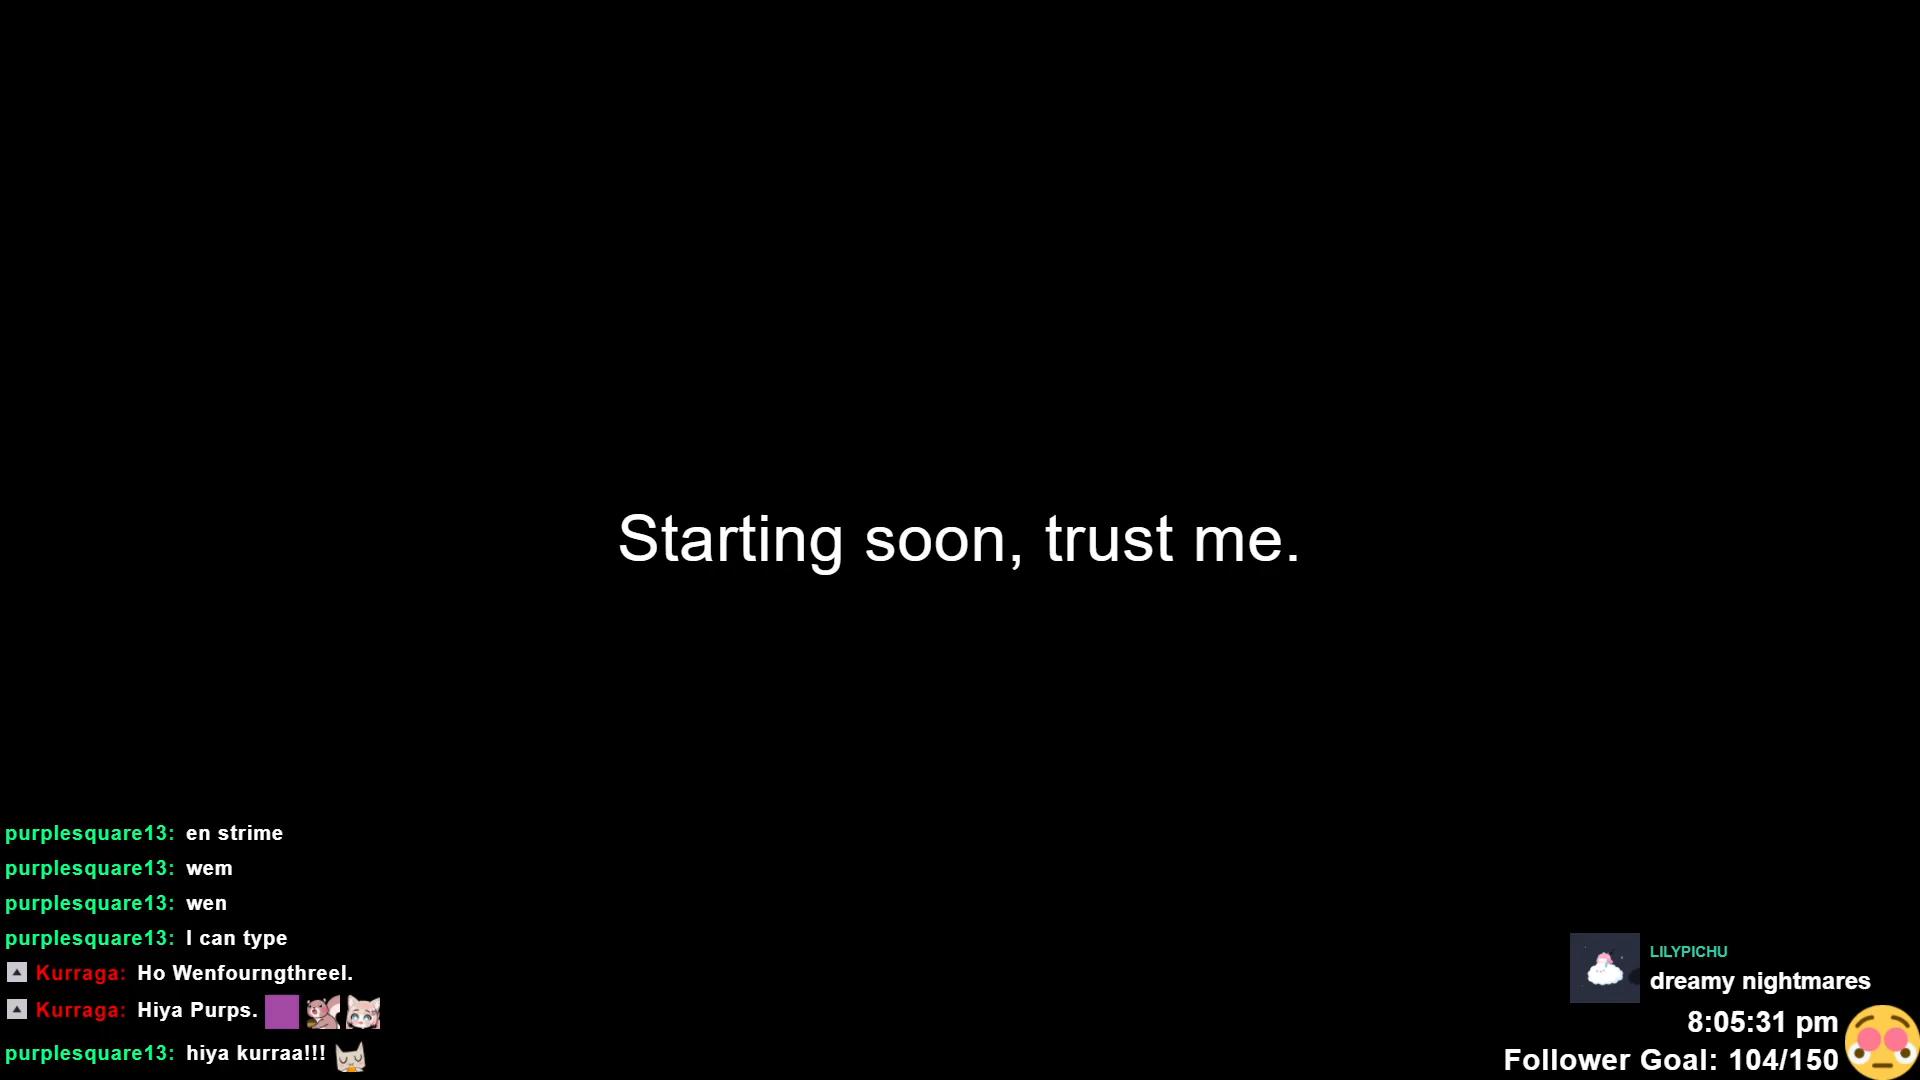 Starting soon, trust me.
purplesquare13: en strime
purplesquare13: wem
purplesquare13: wen
purplesquare13: I can type
Kurraga: Ho Wenfourngthreel.
Kurraga: Hiya Purps.
purplesquare13: hiya kurraa!!!
LILYPICHU
dreamy nightmares
8:05:31 pm
Follower Goal: 104/150